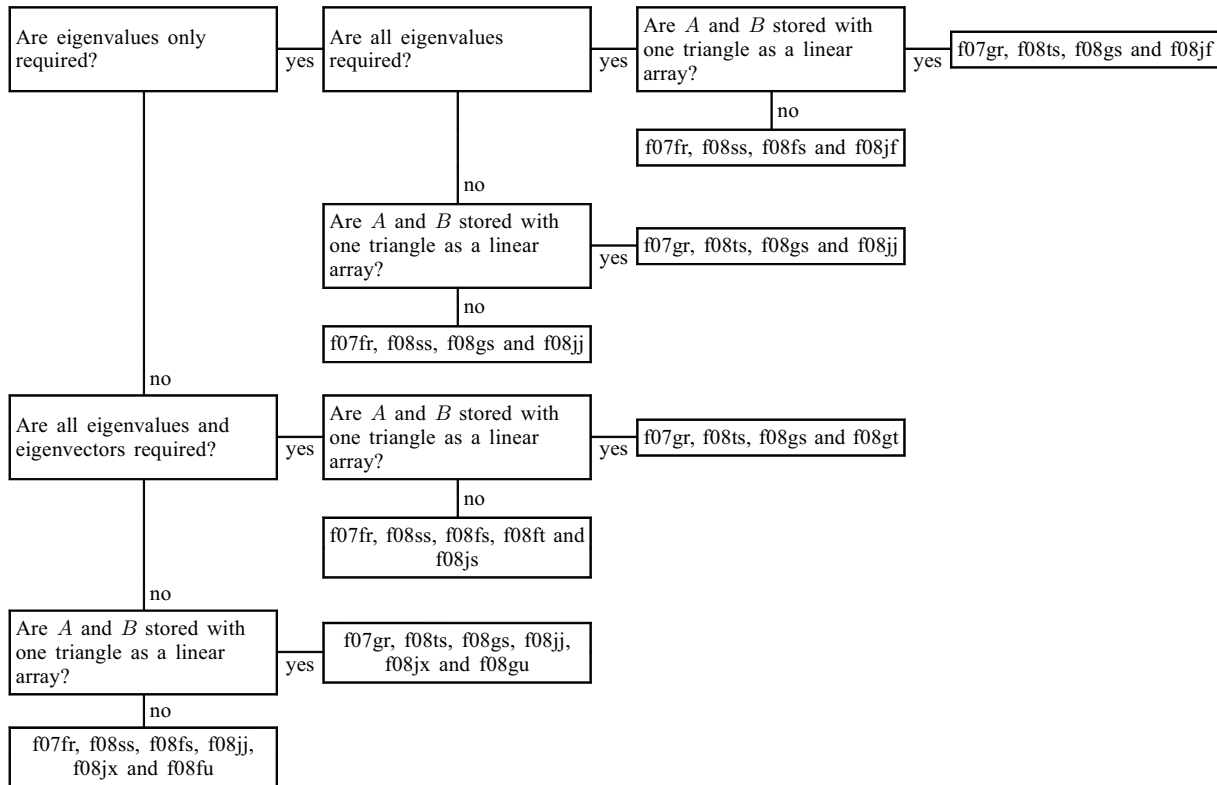 Are eigenvalues only
required?
yes
Are all eigenvalues
required?
yes
Are A and B stored with
one triangle as a linear
array?
yes
f07gr, f08ts, f08gs and f08jf
no
f07fr, f08ss, f08fs and f08jf
no
Are A and B stored with
one triangle as a linear
array?
yes
f07gr, f08ts, f08gs and f08jj
no
f07fr, f08ss, f08gs and f08jj
no
Are all eigenvalues and
eigenvectors required?
yes
Are A and B stored with
one triangle as a linear
array?
yes
f07gr, f08ts, f08gs and f08gt
no
f07fr, f08ss, f08fs, f08ft and
f08js
no
Are A and B stored with
one triangle as a linear
array?
yes
f07gr, f08ts, f08gs, f08jj,
f08jx and f08gu
no
f07fr, f08ss, f08fs, f08jj,
f08jx and f08fu